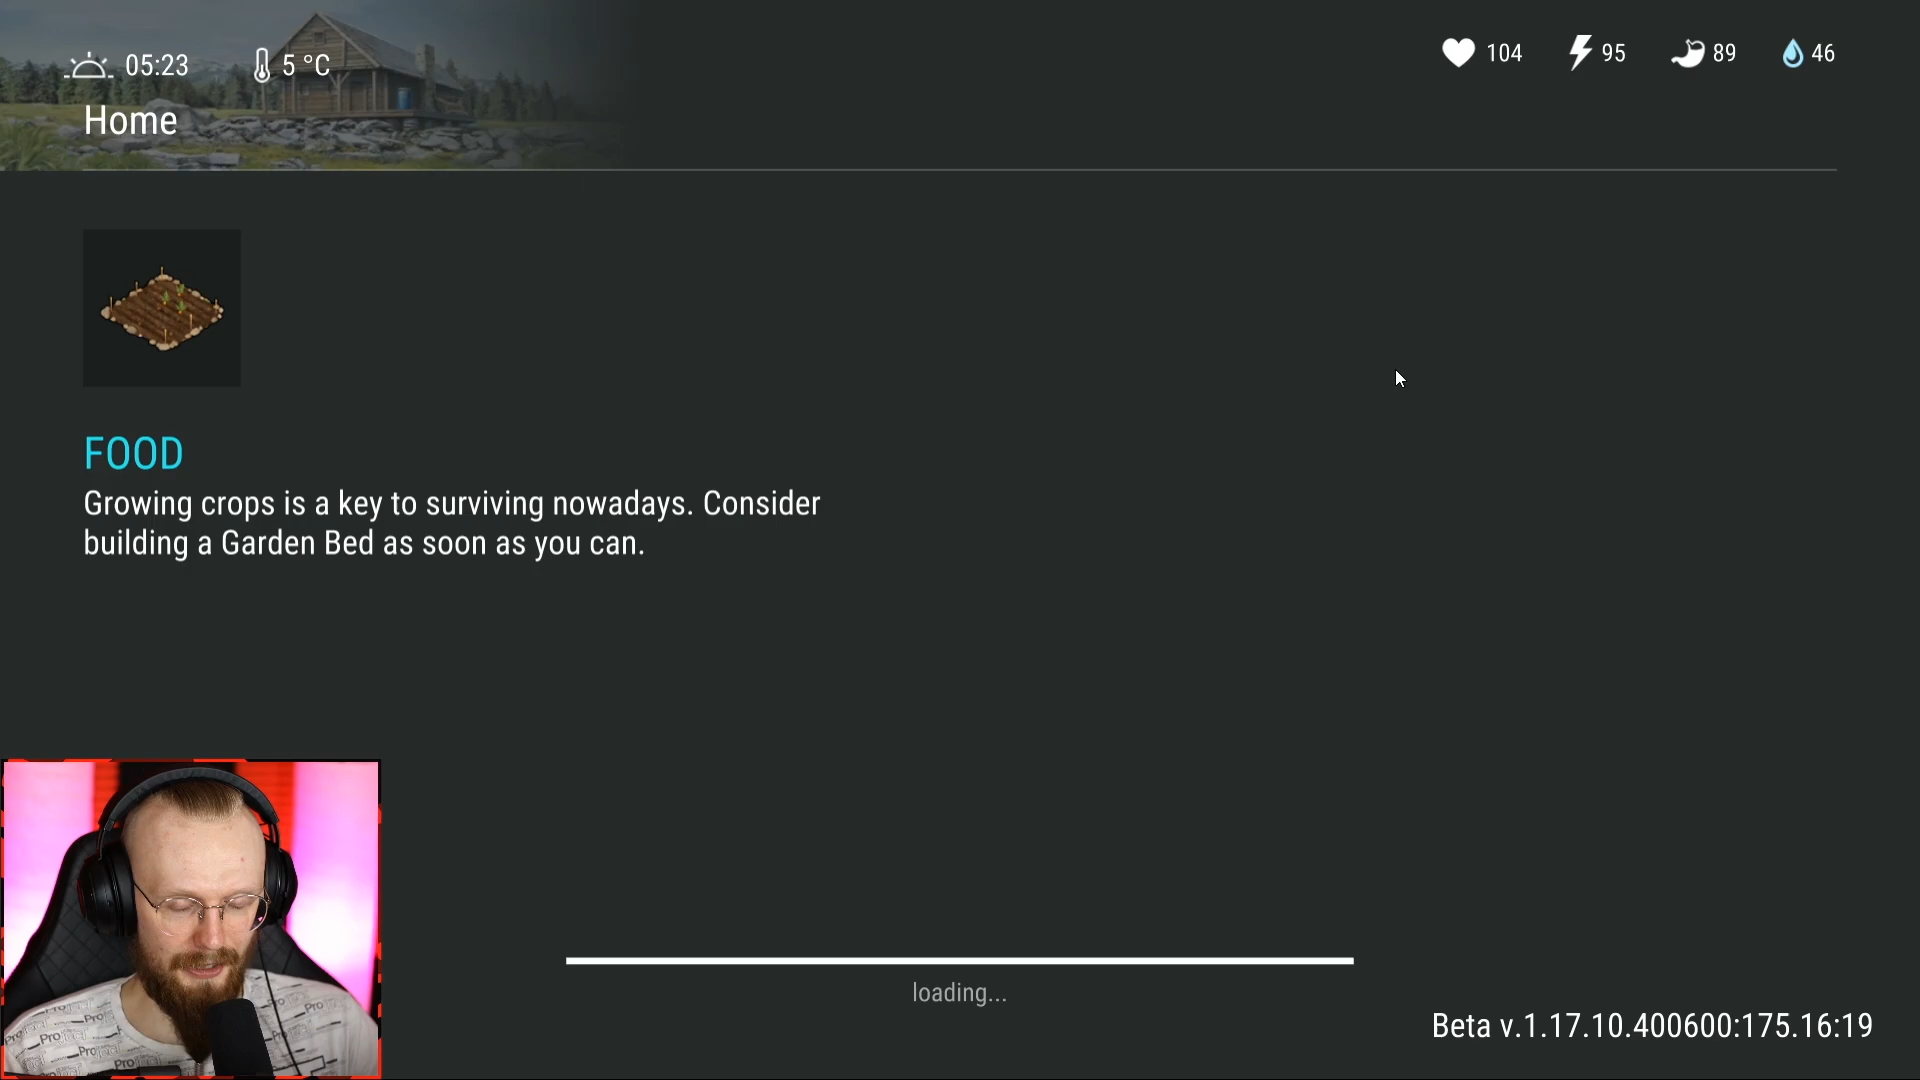 05:23
5 °C
104
95
89
46
Home
FOOD
Growing crops is a key to surviving nowadays. Consider
building a Garden Bed as soon as you can.
loading...
Beta v.1.17.10.400600:175.16:19